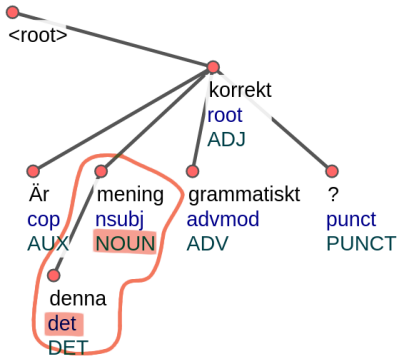 <root>
korrekt
root
ADJ
Är
cop
AUX
mening
nsubj
NOUN
grammatiskt
advmod
ADV
?
punct
PUNCT
denna
det
DET